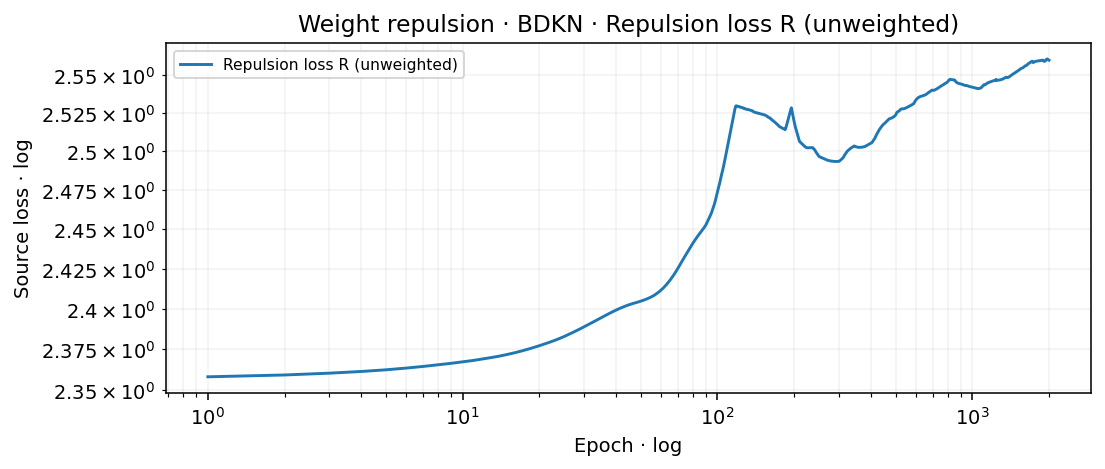 Weight repulsion · BDKN · Repulsion loss R (unweighted)
Repulsion loss R (unweighted)
Source loss · log
2.55 × 10⁰
2.525 × 10⁰
2.5 × 10⁰
2.475 × 10⁰
2.45 × 10⁰
2.425 × 10⁰
2.4 × 10⁰
2.375 × 10⁰
2.35 × 10⁰
10⁰ 10¹ 10² 10³
Epoch · log